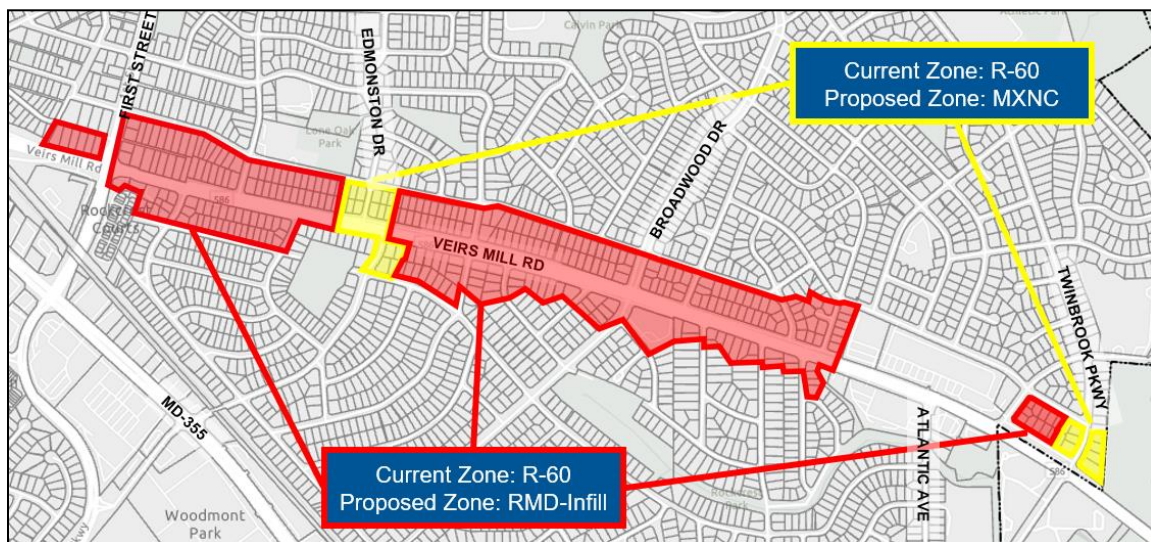 Calvin Park
FIRST STREET
EDMONSTON DR
Current Zone: R-60
Proposed Zone: MXNC
Lone Oak
Park
BROADWOOD DR
Veirs Mill Rd
586
VEIRS MILL RD
TWINBROOK PKWY
MD-355
ATLANTIC AVE
586
Current Zone: R-60
Proposed Zone: RMD-Infill
Woodmont
Park